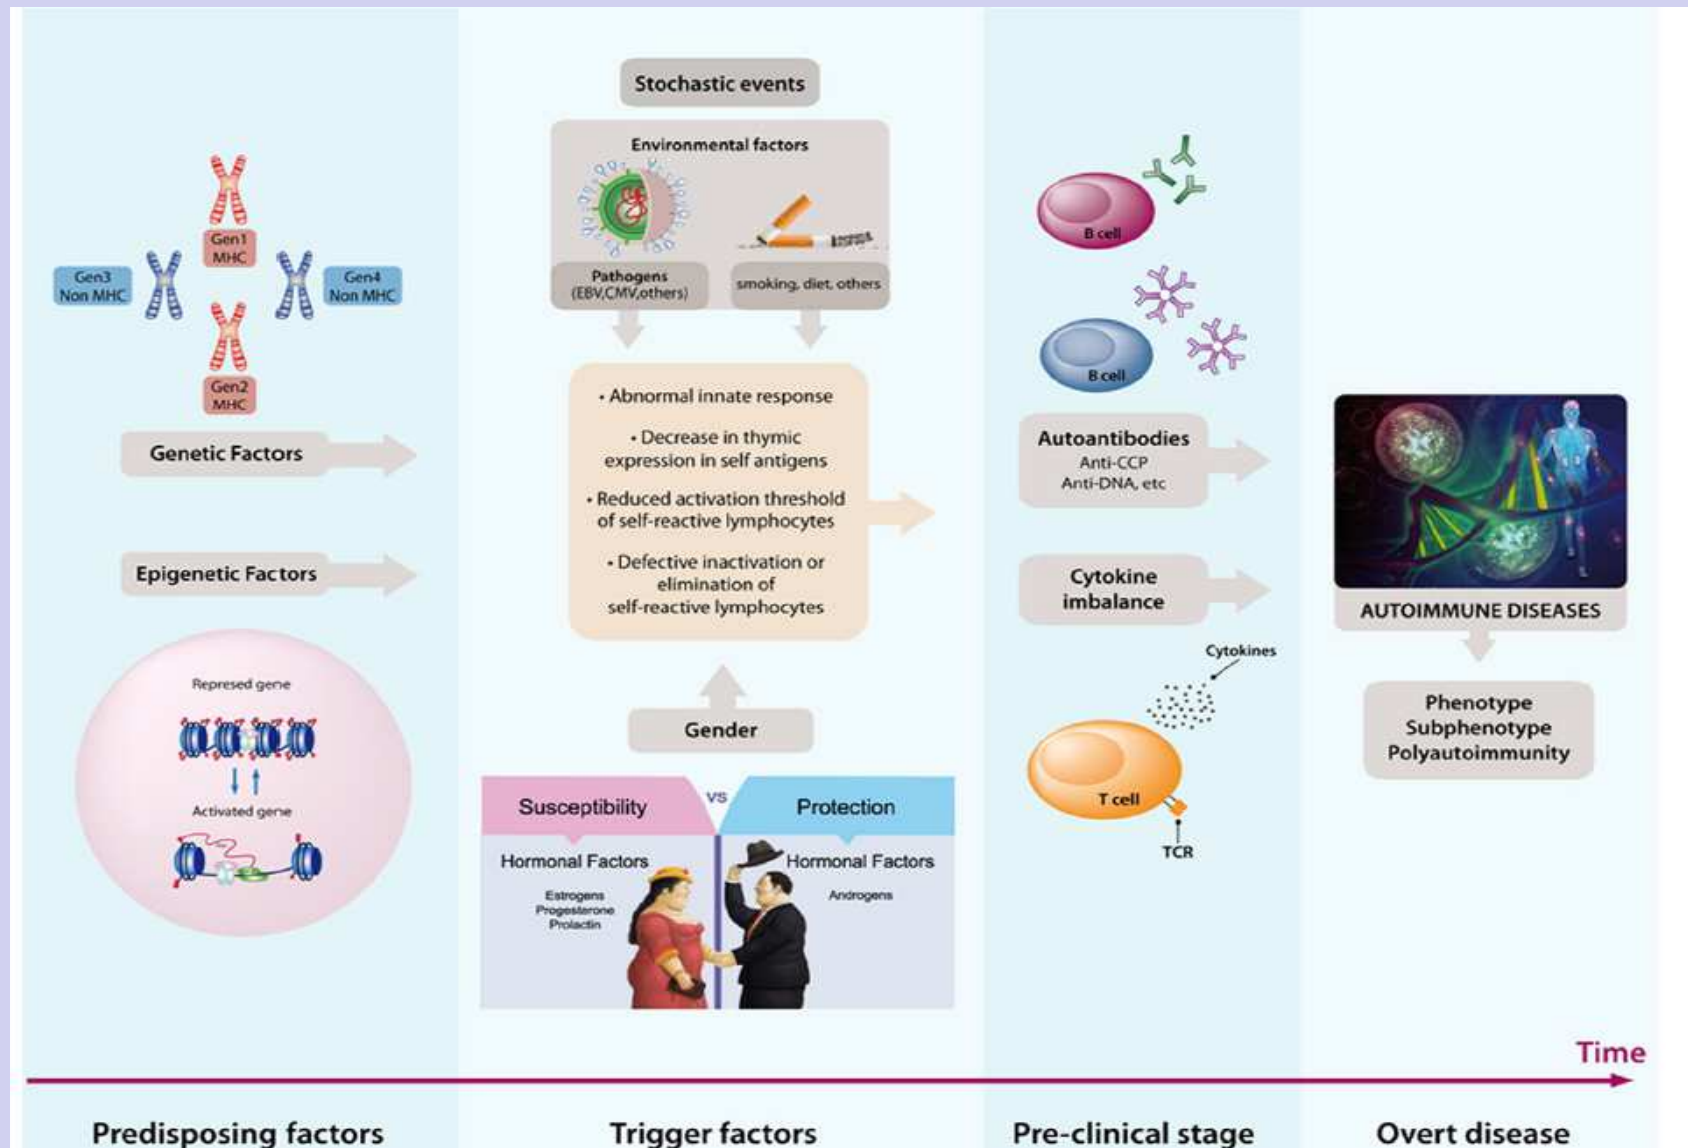 Gen1
MHC
Gen3
Non MHC
Gen4
Non MHC
Gen2
MHC
Genetic Factors
Epigenetic Factors
Represed gene
Activated gene
Stochastic events
Environmental factors
Pathogens
(EBV,CMV,others)
smoking, diet, others
• Abnormal innate response
• Decrease in thymic
expression in self antigens
• Reduced activation threshold
of self-reactive lymphocytes
• Defective inactivation or
elimination of
self-reactive lymphocytes
Gender
Susceptibility
VS
Protection
Hormonal Factors
Estrogens
Progesterone
Prolactin
Hormonal Factors
Androgens
B cell
B cell
Autoantibodies
Anti-CCP
Anti-DNA, etc
Cytokine
imbalance
Cytokines
T cell
TCR
AUTOIMMUNE DISEASES
Phenotype
Subphenotype
Polyautoimmunity
Time
Predisposing factors
Trigger factors
Pre-clinical stage
Overt disease